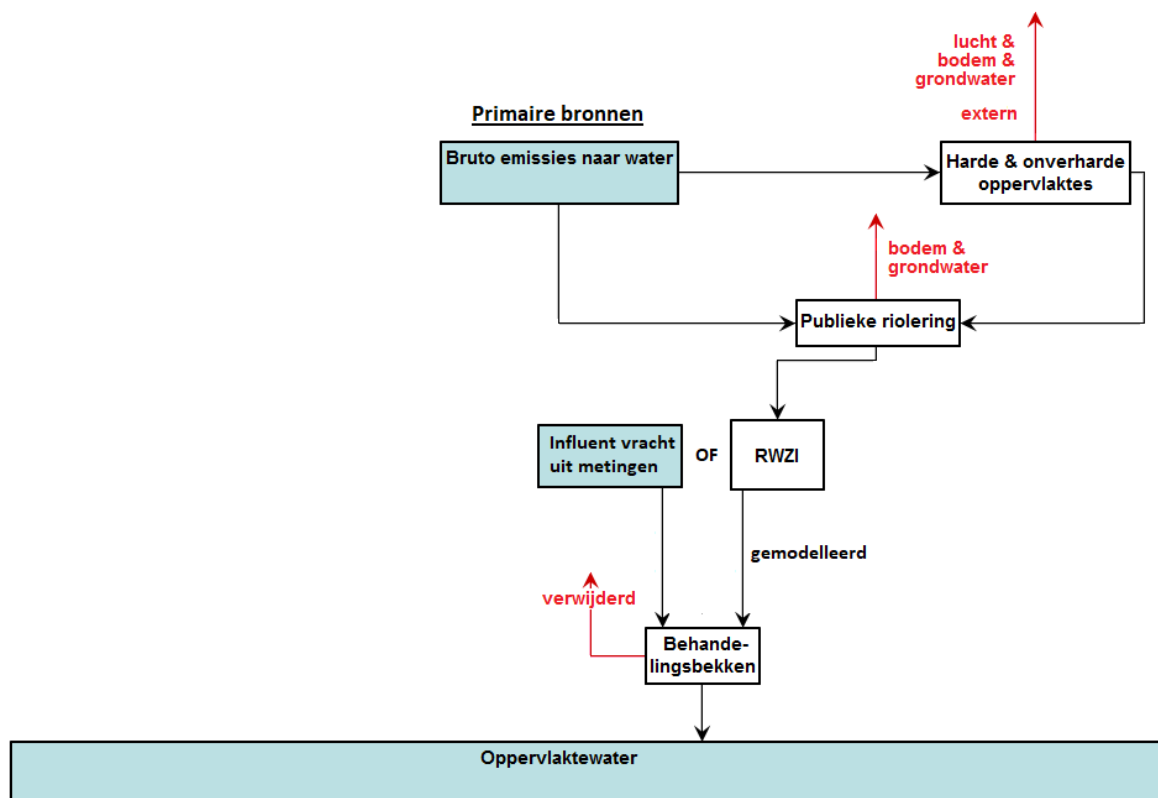 lucht &
bodem &
grondwater
extern
Primaire bronnen
Bruto emissies naar water
Harde & onverharde
oppervlaktes
bodem &
grondwater
Publieke riolering
Influent vracht
uit metingen
OF
RWZI
gemodelleerd
verwijderd
Behande-
lingsbekken
Oppervlaktewater